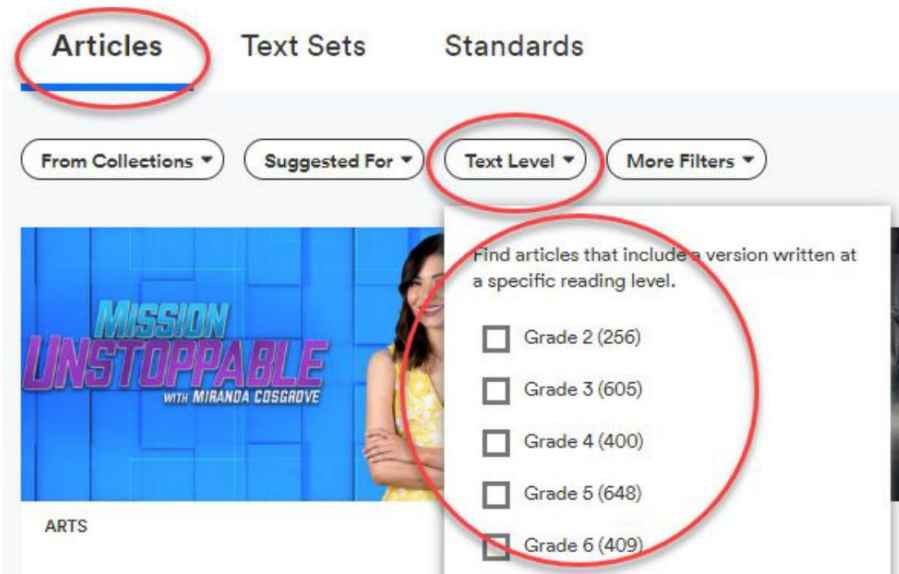 Articles Text Sets Standards
From Collections Suggested For Text Level More Filters
Find articles that include a version written at
a specific reading level.
Grade 2 (256)
Grade 3 (605)
Grade 4 (400)
Grade 5 (648)
Grade 6 (409)
MISSION
UNSTOPPABLE
WITH MIRANDA COSGROVE
ARTS